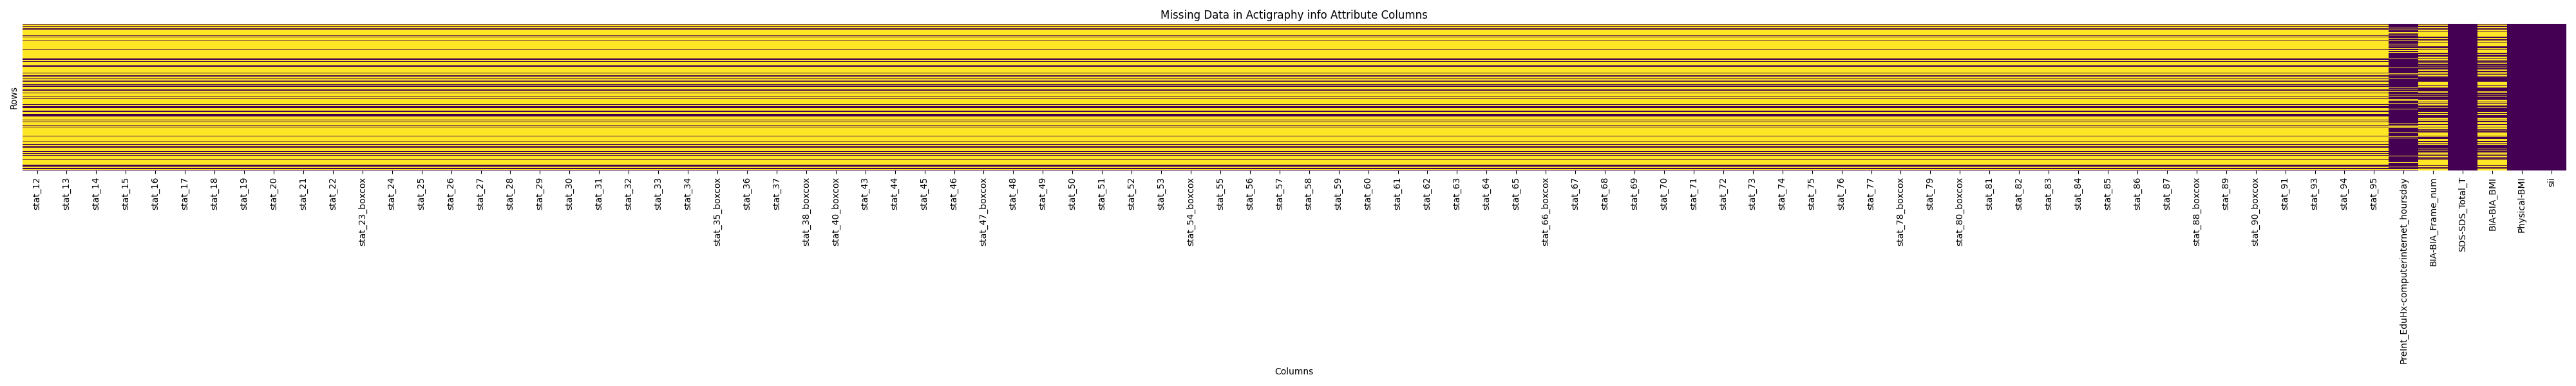 Missing Data in Actigraphy info Attribute Columns
Rows
stat_12
stat_13
stat_14
stat_15
stat_16
stat_17
stat_18
stat_19
stat_20
stat_21
stat_22
stat_23_boxcox
stat_24
stat_25
stat_26
stat_27
stat_28
stat_29
stat_30
stat_31
stat_32
stat_33
stat_34
stat_35_boxcox
stat_36
stat_37
stat_38_boxcox
stat_40_boxcox
stat_43
stat_44
stat_45
stat_46
stat_47_boxcox
stat_48
stat_49
stat_50
stat_51
stat_52
stat_53
stat_54_boxcox
stat_55
stat_56
stat_57
stat_58
stat_59
stat_60
stat_61
stat_62
stat_63
stat_64
stat_65
stat_66_boxcox
stat_67
stat_68
stat_69
stat_70
stat_71
stat_72
stat_73
stat_74
stat_75
stat_76
stat_77
stat_78_boxcox
stat_79
stat_80_boxcox
stat_81
stat_82
stat_83
stat_84
stat_85
stat_86
stat_87
stat_88_boxcox
stat_89
stat_90_boxcox
stat_91
stat_93
stat_94
stat_95
PreInt_EduHx-computerinternet_hoursday
BIA-BIA_Frame_num
SDS-SDS_Total_T
BIA-BIA_BMI
Physical-BMI
sii
Columns